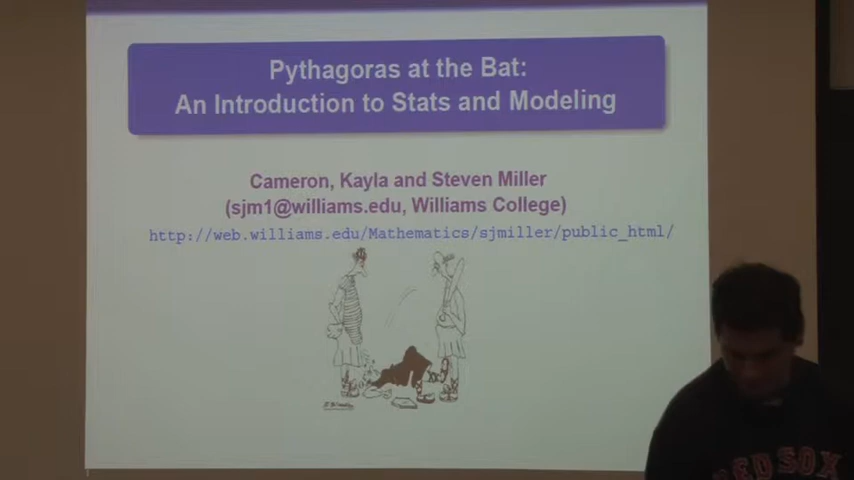 Pythagoras at the Bat:
An Introduction to Stats and Modeling
Cameron, Kayla and Steven Miller
(sjm1@williams.edu, Williams College)
http://web.williams.edu/Mathematics/sjmiller/public_html/
RED SOX